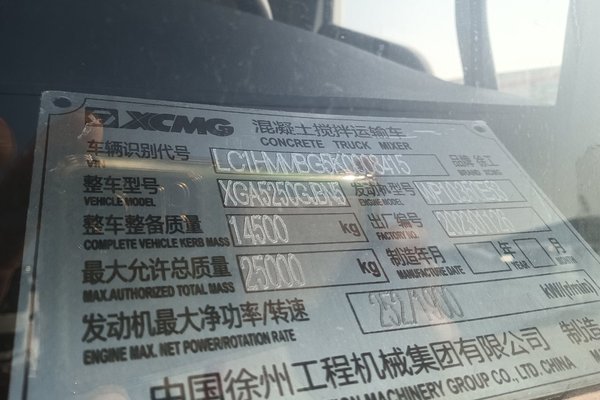 XCMG 混凝土搅拌运输车
CONCRETE TRUCK MIXER
车辆识别代号 品牌 徐工
BRAND XCMG
整车型号 发动机型号
VEHICLE MODEL ENGINE MODEL
整车整备质量 14500 kg 出厂编号
COMPLETE VEHICLE KERB MASS FACTORY NO.
最大允许总质量 25000 kg 制造年月 年 月
MAX.AUTHORIZED TOTAL MASS MANUFACTURE DATE YEAR
发动机最大净功率/转速 252/1900 kW/(r/min)
ENGINE MAX. NET POWER/ROTATION RATE
中国徐州工程机械集团有限公司 制造
MACHINERY GROUP CO., LTD. CHINA